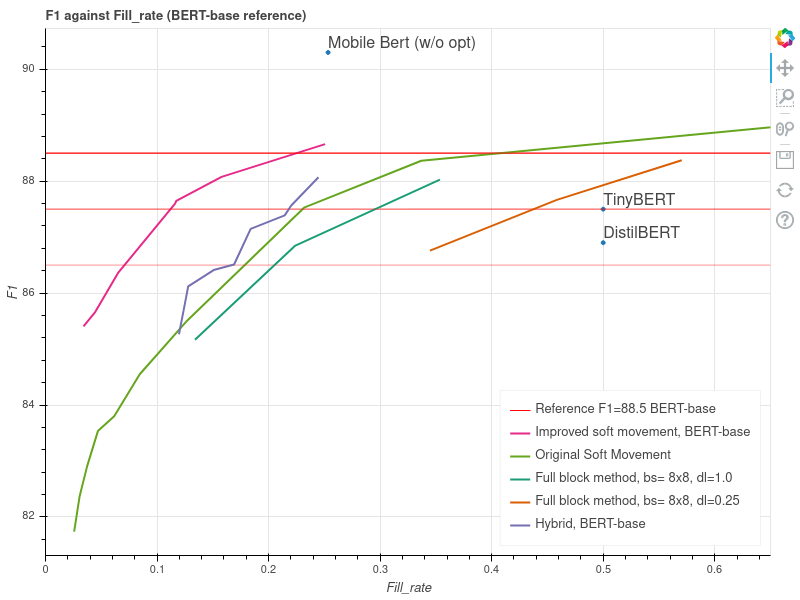 F1 against Fill_rate (BERT-base reference)
Mobile Bert (w/o opt)
90
88
TinyBERT
DistilBERT
86
F1
84
82
Reference F1=88.5 BERT-base
Improved soft movement, BERT-base
Original Soft Movement
Full block method, bs= 8x8, dl=1.0
Full block method, bs= 8x8, dl=0.25
Hybrid, BERT-base
0 0.1 0.2 0.3 0.4 0.5 0.6
Fill_rate